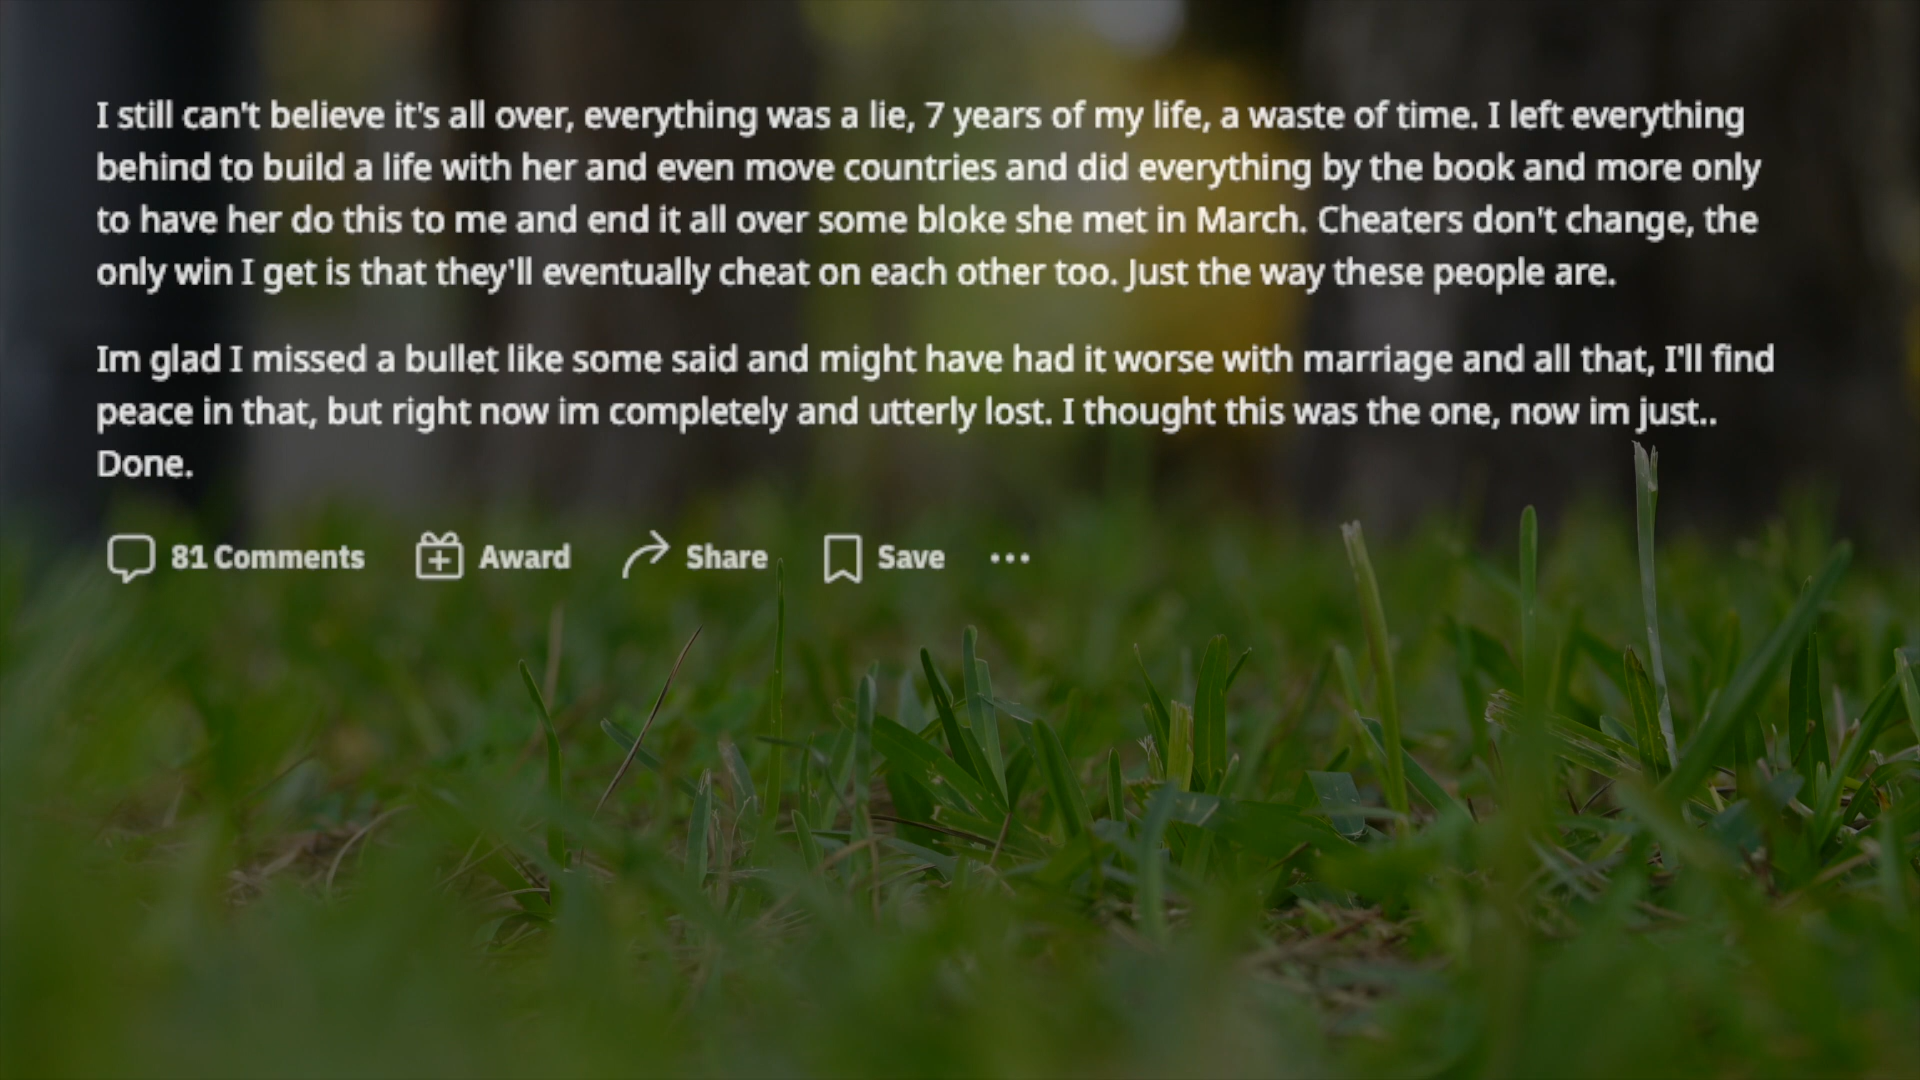 I still can't believe it's all over, everything was a lie, 7 years of my life, a waste of time. I left everything
behind to build a life with her and even move countries and did everything by the book and more only
to have her do this to me and end it all over some bloke she met in March. Cheaters don't change, the
only win I get is that they'll eventually cheat on each other too. Just the way these people are.
Im glad I missed a bullet like some said and might have had it worse with marriage and all that, I'll find
peace in that, but right now im completely and utterly lost. I thought this was the one, now im just..
Done.
81 Comments Award Share Save